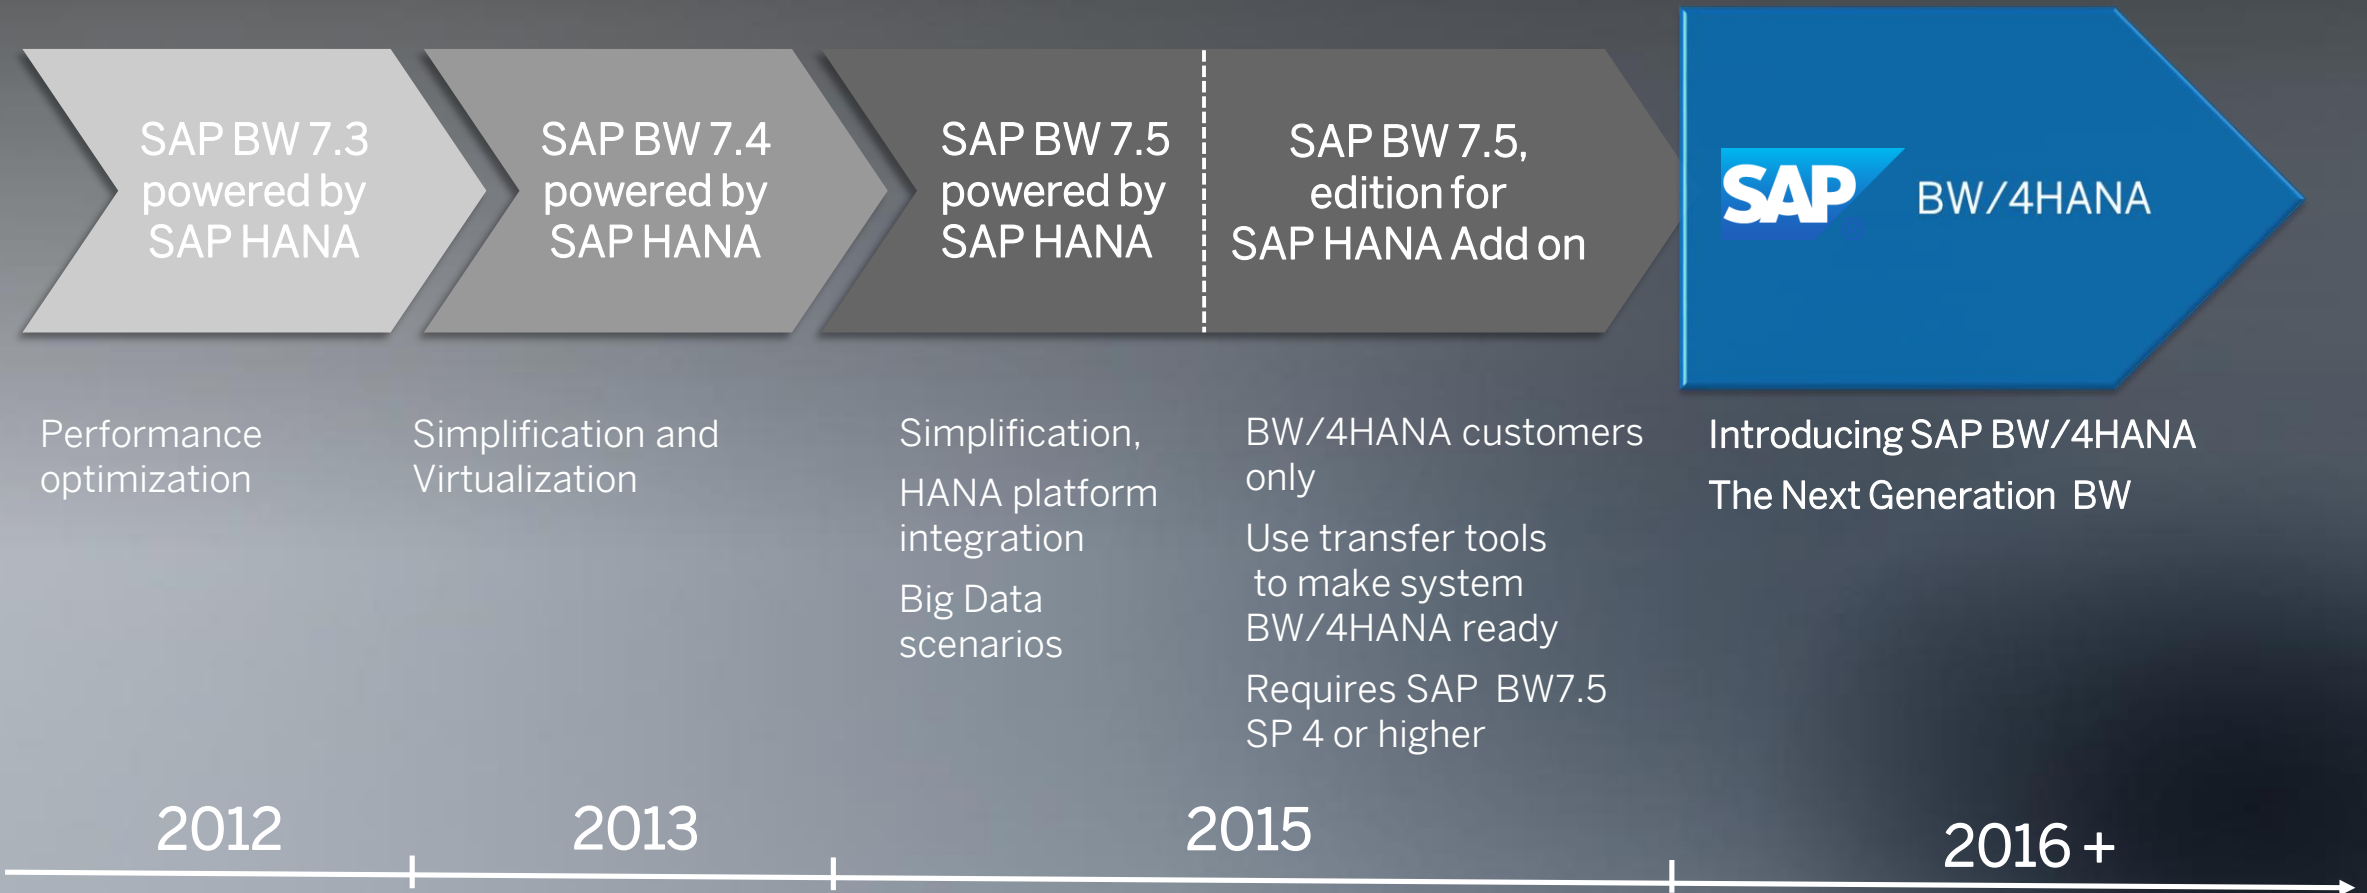 SAP BW 7.3
powered by
SAP HANA
SAP BW 7.4
powered by
SAP HANA
SAP BW 7.5
powered by
SAP HANA
SAP BW 7.5,
edition for
SAP HANA Add on
SAP
BW/4HANA
Performance
optimization
Simplification and
Virtualization
Simplification,
HANA platform
integration
Big Data
scenarios
BW/4HANA customers
only
Use transfer tools
to make system
BW/4HANA ready
Requires SAP BW7.5
SP 4 or higher
Introducing SAP BW/4HANA
The Next Generation BW
2012
2013
2015
2016 +